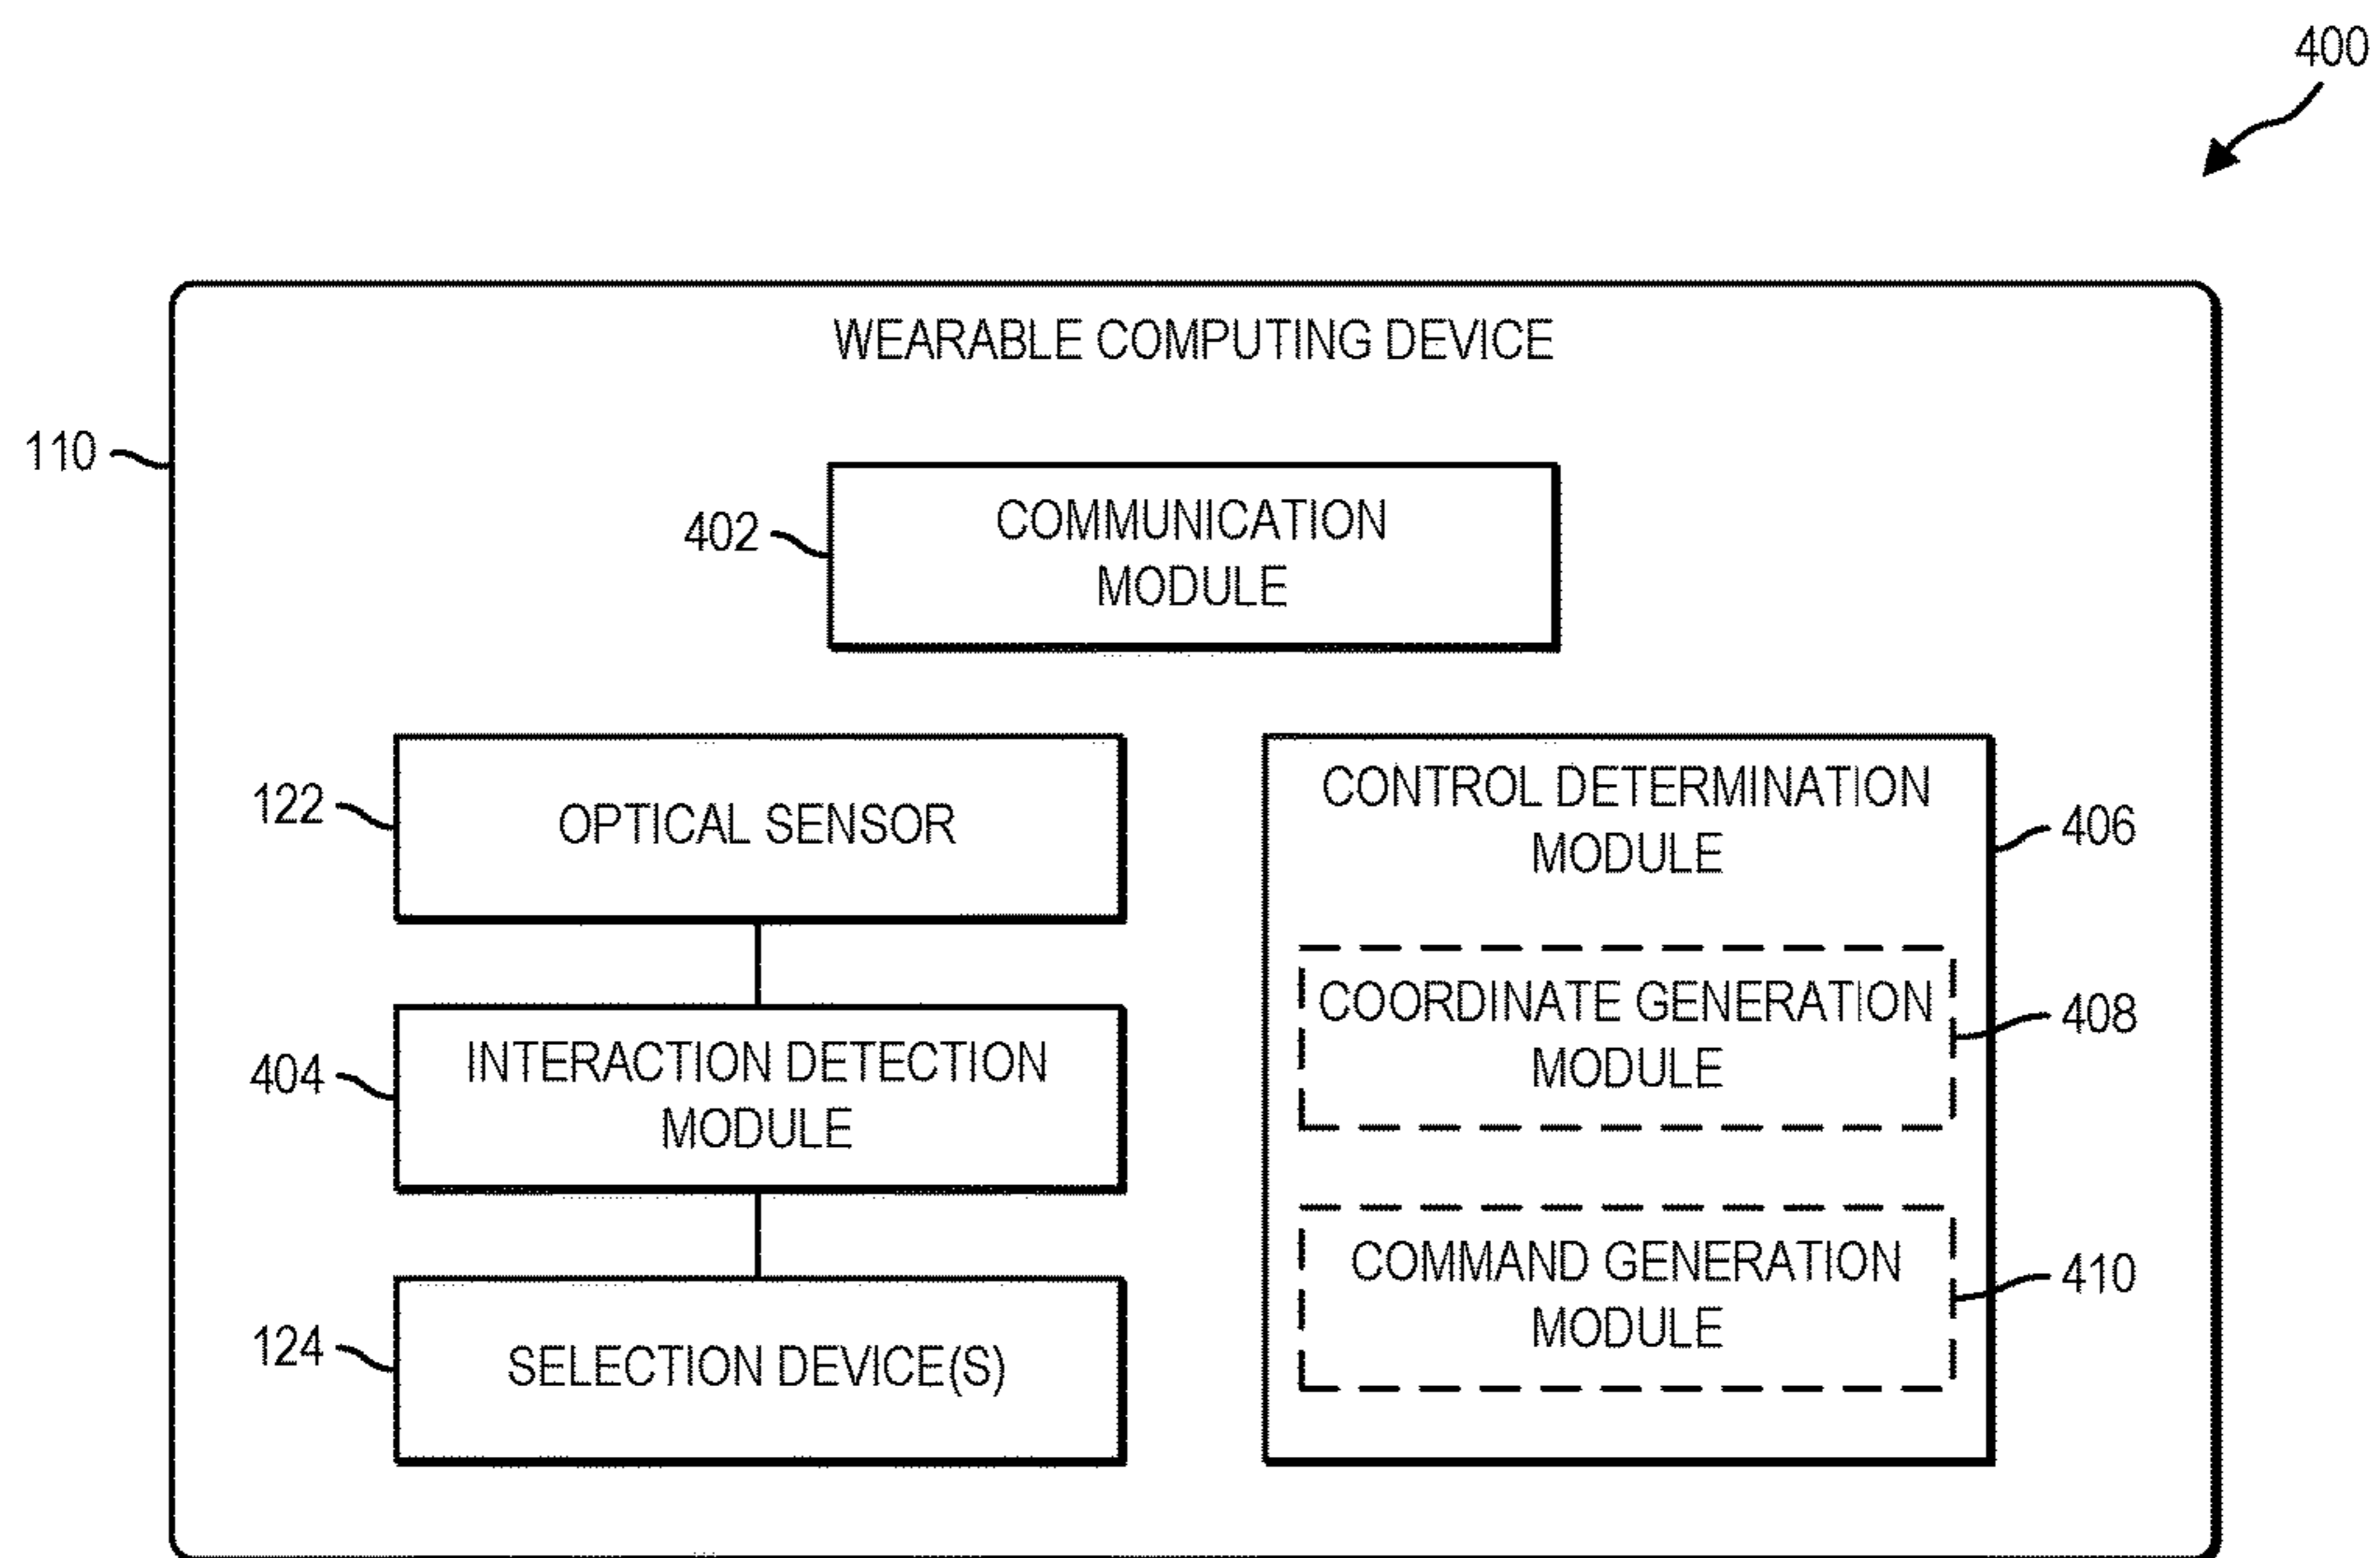 400
WEARABLE COMPUTING DEVICE
110
402
COMMUNICATION
MODULE
122
OPTICAL SENSOR
404
INTERACTION DETECTION
MODULE
124
SELECTION DEVICE(S)
CONTROL DETERMINATION
MODULE
406
COORDINATE GENERATION
MODULE
408
COMMAND GENERATION
MODULE
410